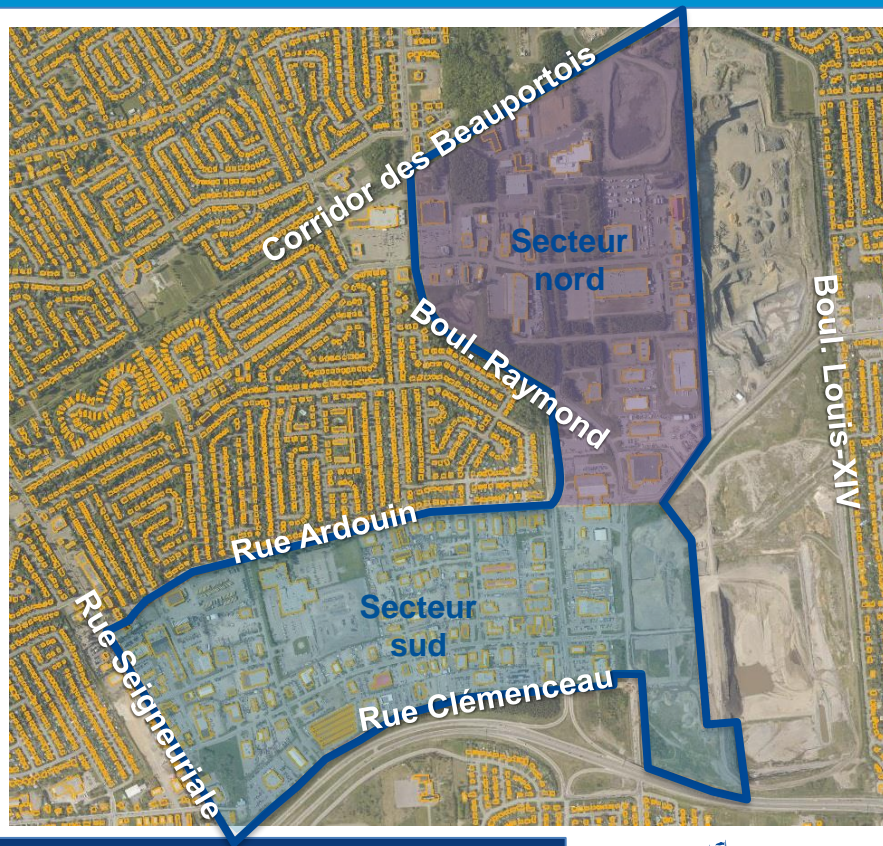 Corridor des Beauportois
Secteur
nord
Boul. Raymond
Boul. Louis-XIV
Rue Ardouin
Secteur
sud
Rue Seigneuriale
Rue Clémenceau